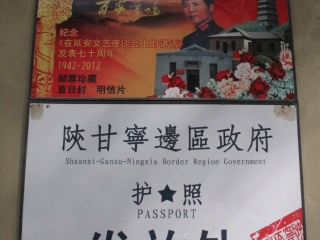 纪念
《在延安文艺座谈会上的讲话》
发表七十周年
1942-2012
邮票珍藏
首日封 明信片
陝甘寧邊區政府
Shaanxi-Gansu-Ningxia Border Region Government
护★照
PASSPORT